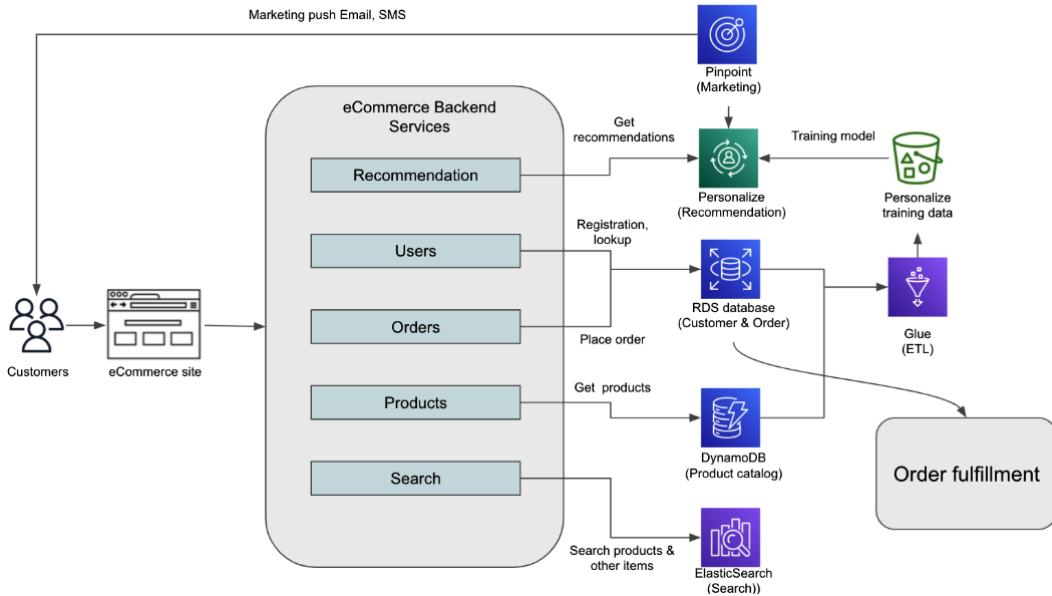 Marketing push Email, SMS
Pinpoint
(Marketing)
eCommerce Backend
Services
Get
recommendations
Training model
Recommendation
Personalize
(Recommendation)
Personalize
training data
Registration,
lookup
Users
RDS database
(Customer & Order)
Orders
Place order
Glue
(ETL)
Customers
eCommerce site
Get  products
Products
DynamoDB
(Product catalog)
Order fulfillment
Search
Search products &
other items
ElasticSearch
(Search))